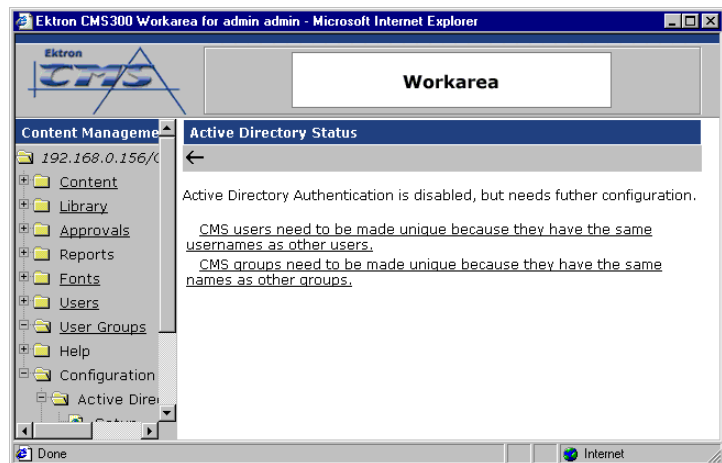 Ektron CMS300 Workarea for admin admin - Microsoft Internet Explorer
Ektron
CMS
Workarea
Content Manageme
192.168.0.156/C
Content
Library
Approvals
Reports
Fonts
Users
User Groups
Help
Configuration
Active Dire
Active Directory Status
Active Directory Authentication is disabled, but needs futher configuration.
CMS users need to be made unique because they have the same
usernames as other users.
CMS groups need to be made unique because they have the same
names as other groups.
Done
Internet